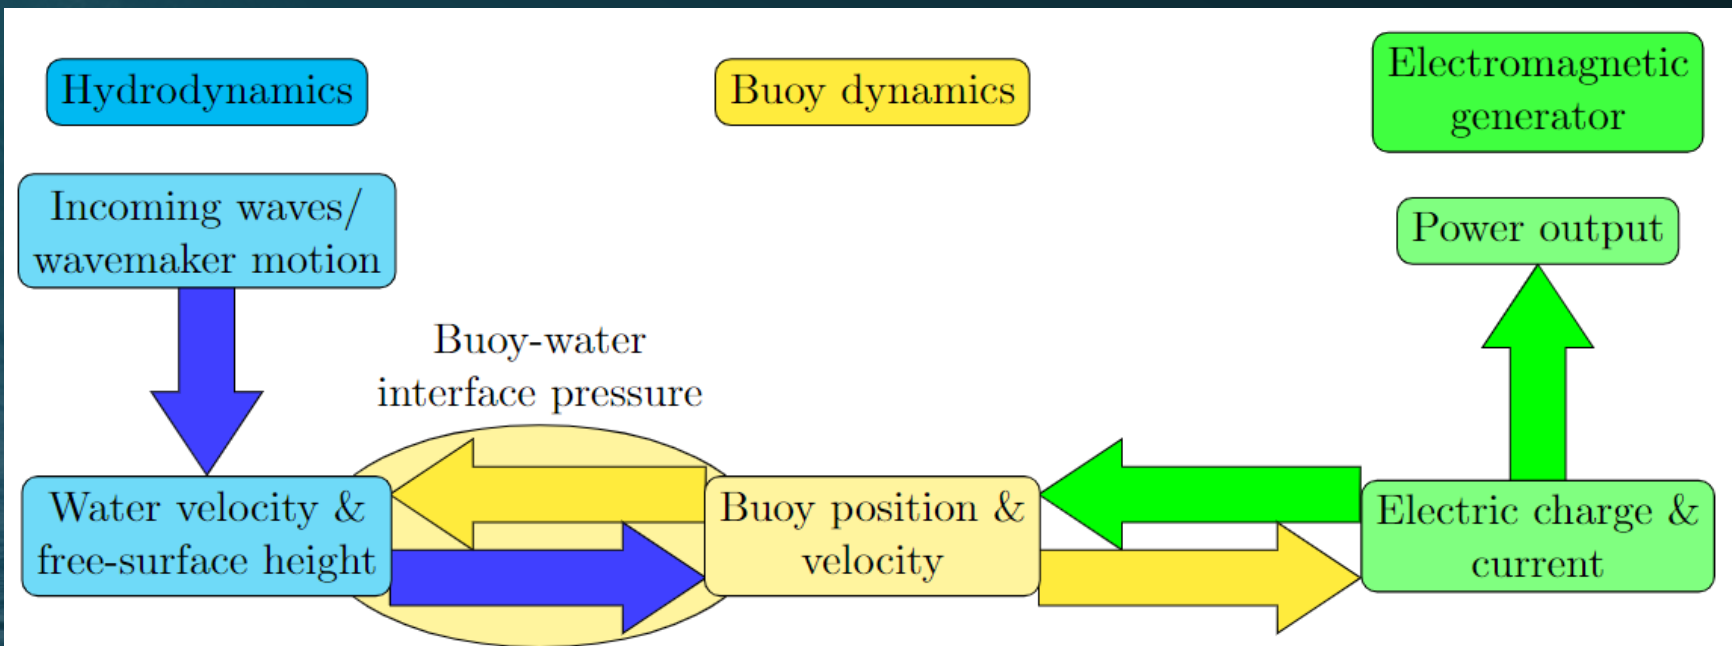 Hydrodynamics
Buoy dynamics
Electromagnetic
generator
Incoming waves/
wavemaker motion
Power output
Buoy-water
interface pressure
Water velocity &
free-surface height
Buoy position &
velocity
Electric charge &
current